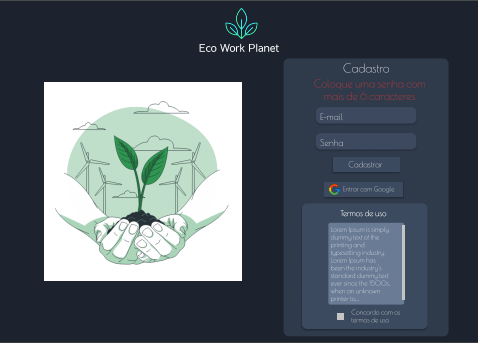 Eco Work Planet
Cadastro
Coloque uma senha com
mais de 6 caracteres
E-mail
Senha
Cadastrar
Entrar com Google
Termos de uso
Lorem Ipsum is simply
dummy text of the
printing and
typesetting industry.
Lorem Ipsum has
been the industry's
standard dummy text
ever since the 1500s,
when an unknown
printer to...
Concordo com os
termos de uso